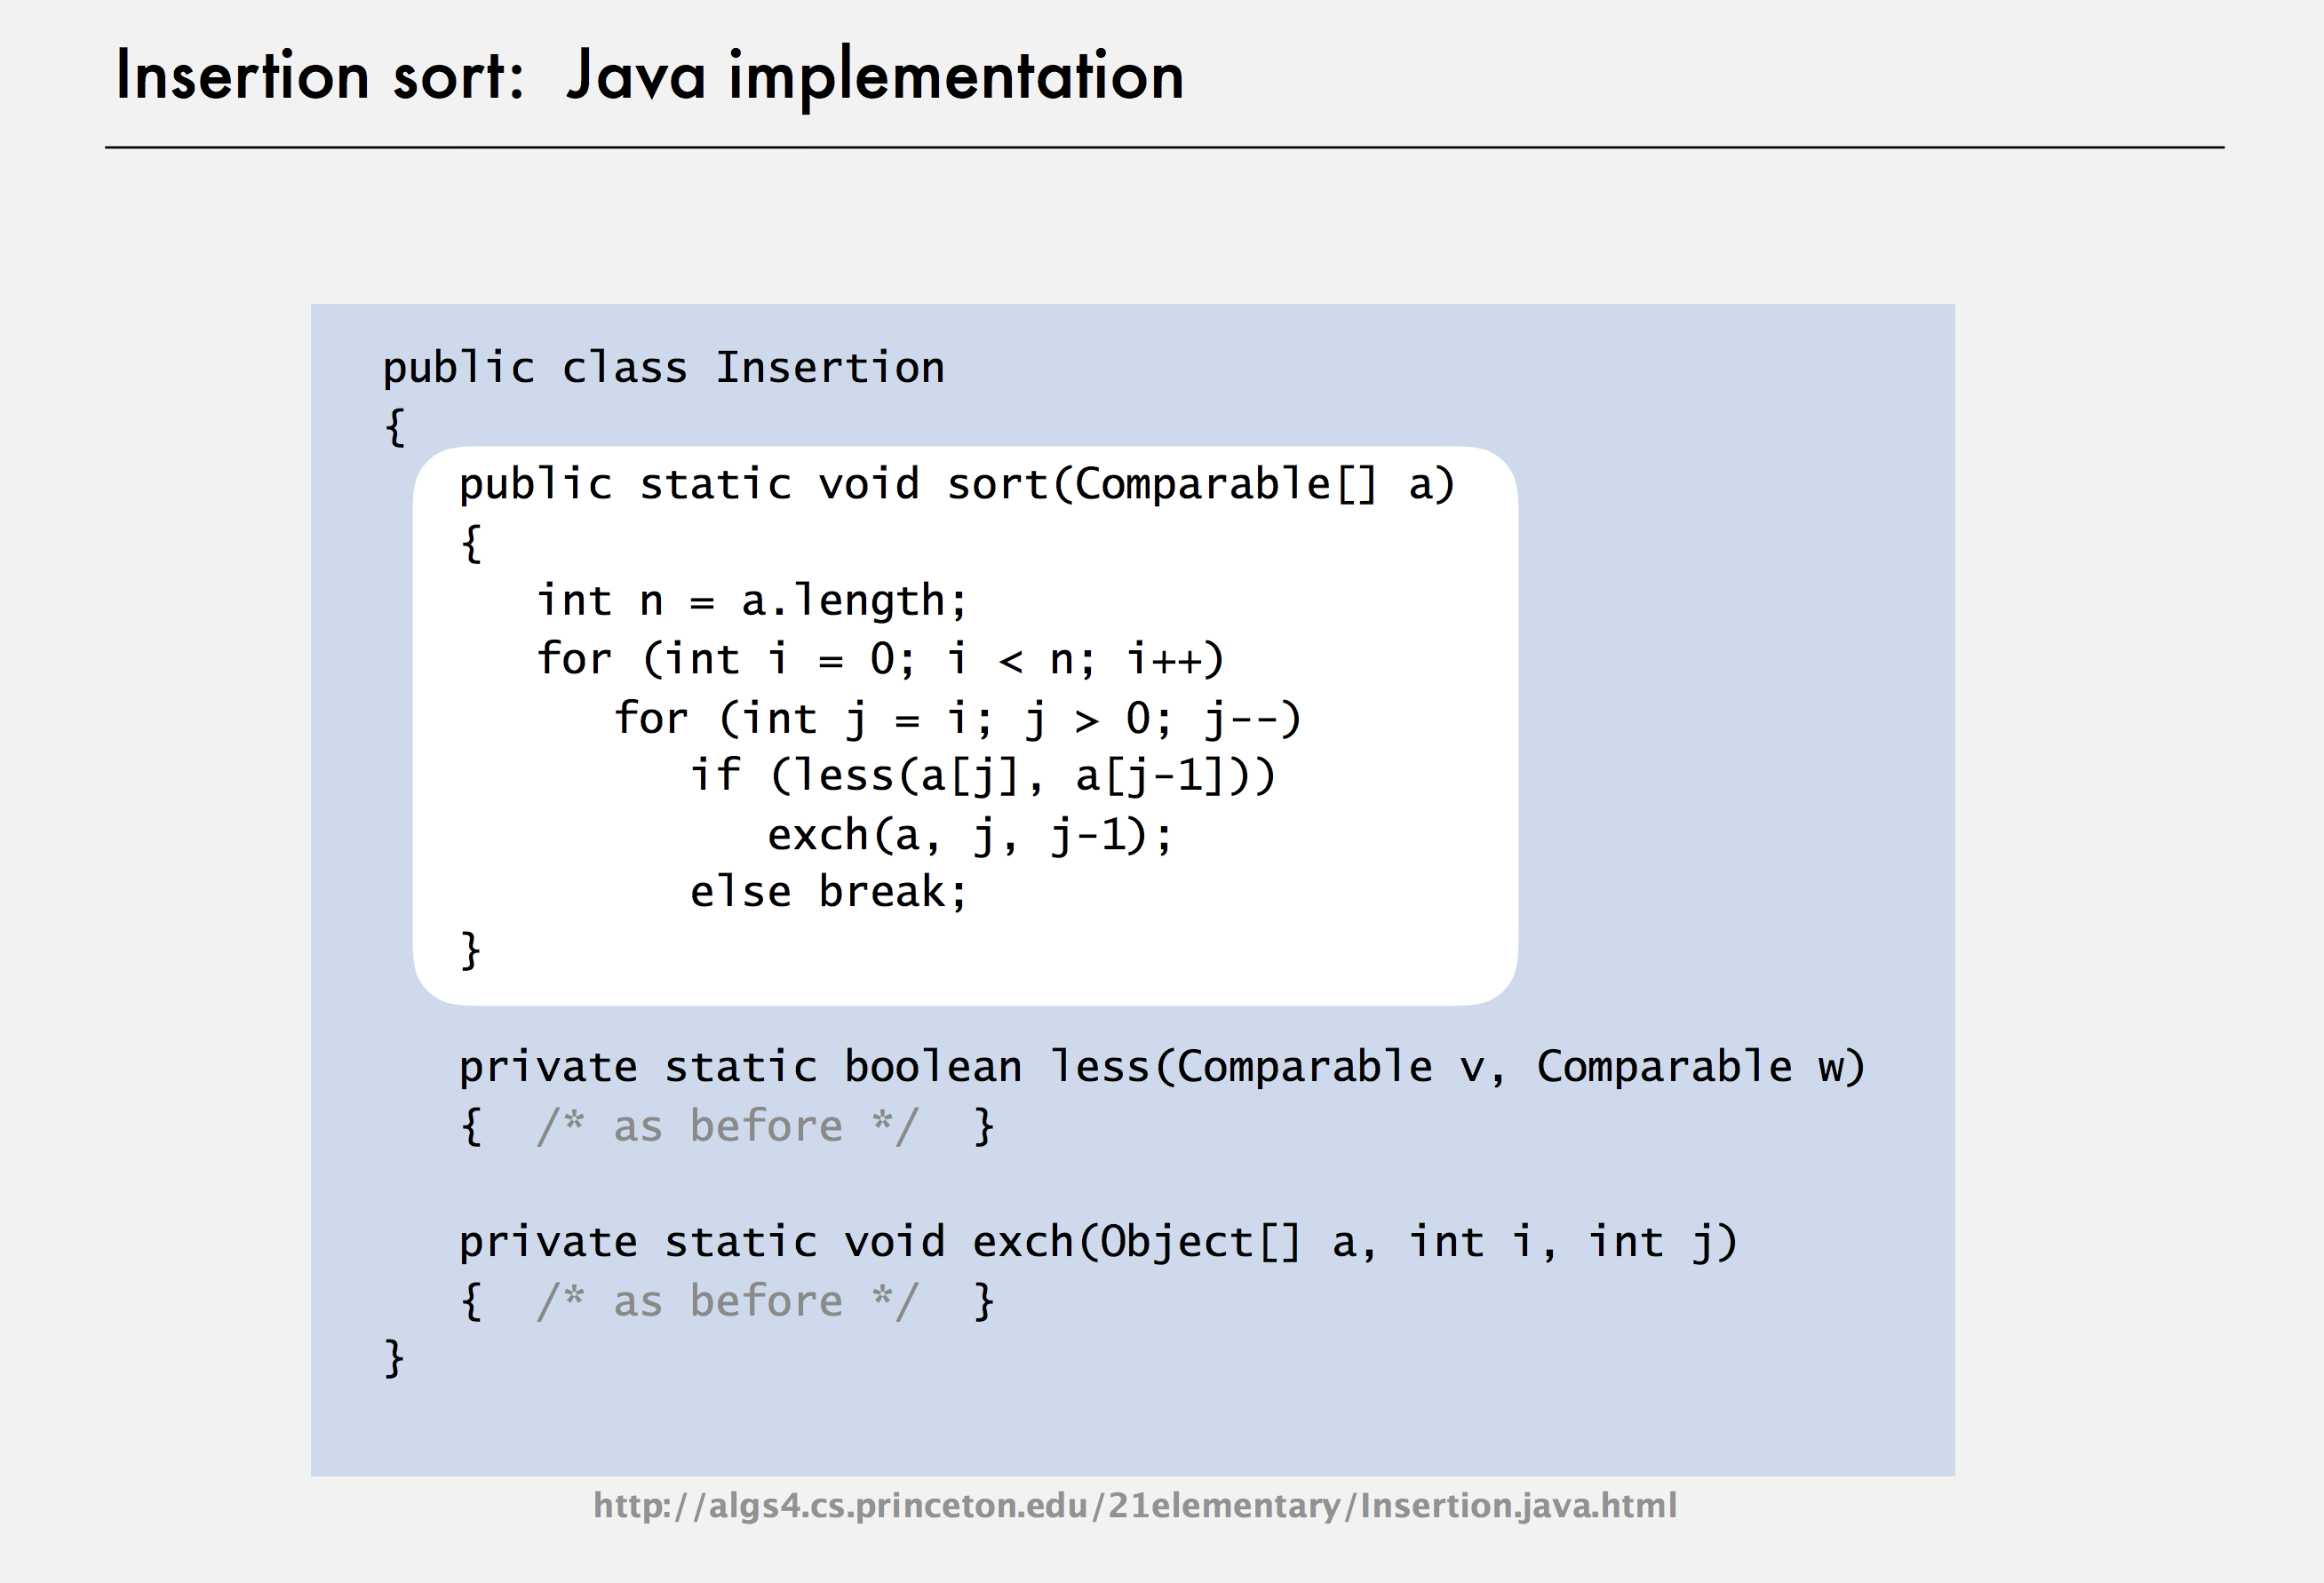 Insertion sort:  Java implementation
public class Insertion
{
   public static void sort(Comparable[] a)
   {
      int n = a.length;
      for (int i = 0; i < n; i++)
         for (int j = i; j > 0; j--)
            if (less(a[j], a[j-1]))
               exch(a, j, j-1);
            else break;
   }
   private static boolean less(Comparable v, Comparable w)
   {  /* as before */  }
   private static void exch(Object[] a, int i, int j)
   {  /* as before */  }
}
http://algs4.cs.princeton.edu/21elementary/Insertion.java.html